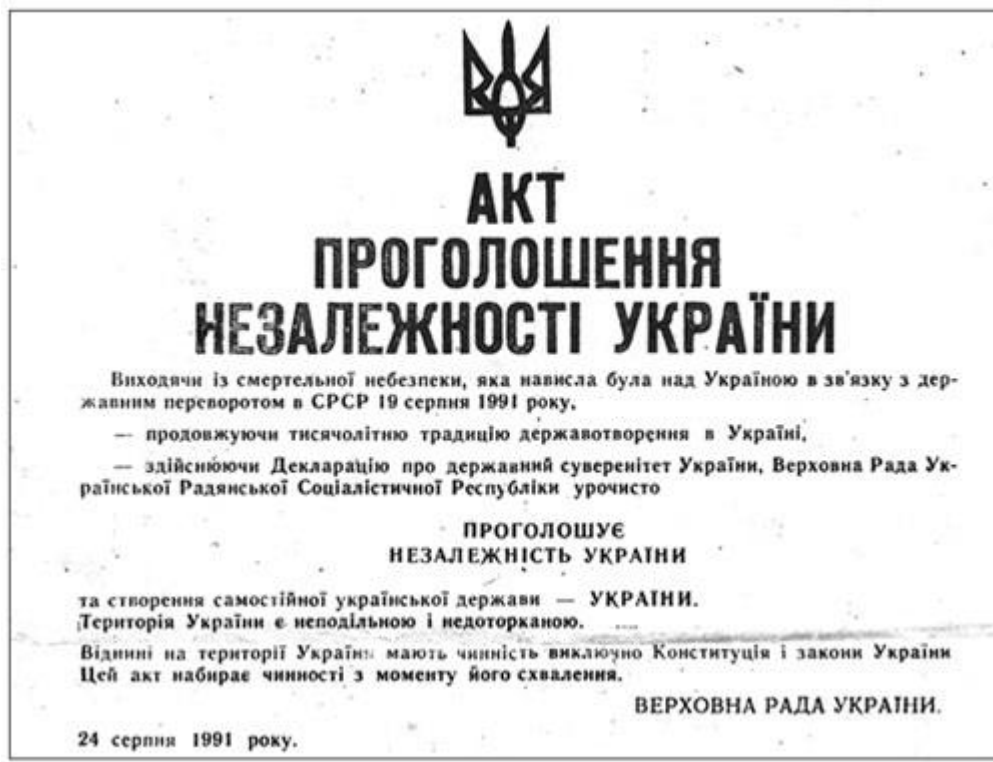 АКТ
ПРОГОЛОШЕННЯ
НЕЗАЛЕЖНОСТІ УКРАЇНИ
Виходячи із смертельної небезпеки, яка нависла була над Україною в зв'язку з дер-
жавним переворотом в СРСР 19 серпня 1991 року,
— продовжуючи тисячолітню традицію державотворення в Україні,
— здійснюючи Декларацію про державний суверенітет України, Верховна Рада Ук-
раїнської Радянської Соціалістичної Республіки урочисто
ПРОГОЛОШУЄ
НЕЗАЛЕЖНІСТЬ УКРАЇНИ
та створення самостійної української держави — УКРАЇНИ.
Територія України є неподільною і недоторканою.
Віднині на території України мають чинність виключно Конституція і закони України
Цей акт набирає чинності з моменту його схвалення.
ВЕРХОВНА РАДА УКРАЇНИ.
24 серпня 1991 року.